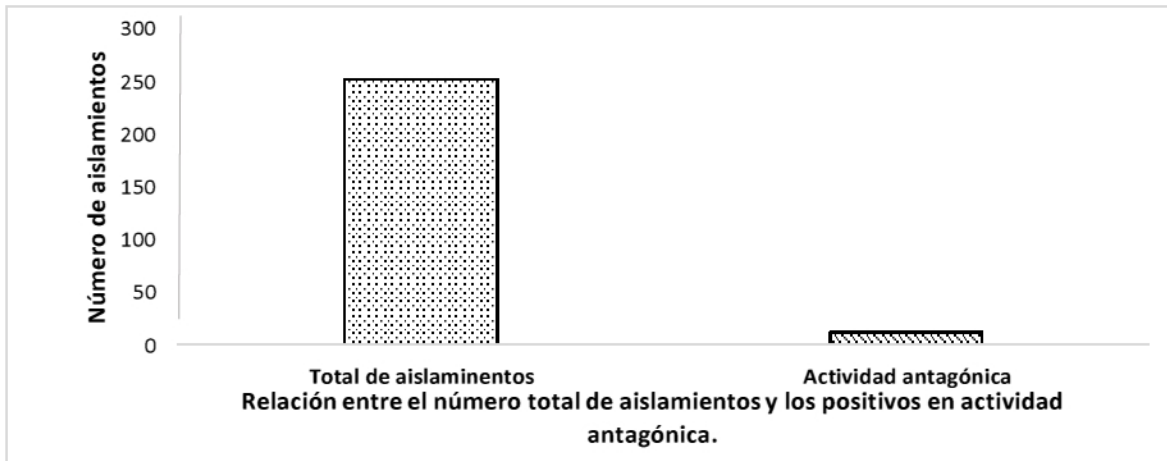 300
250
200
150
100
50
0
Número de aislamientos
Total de aislaminentos
Actividad antagónica
Relación entre el número total de aislamientos y los positivos en actividad
antagónica.